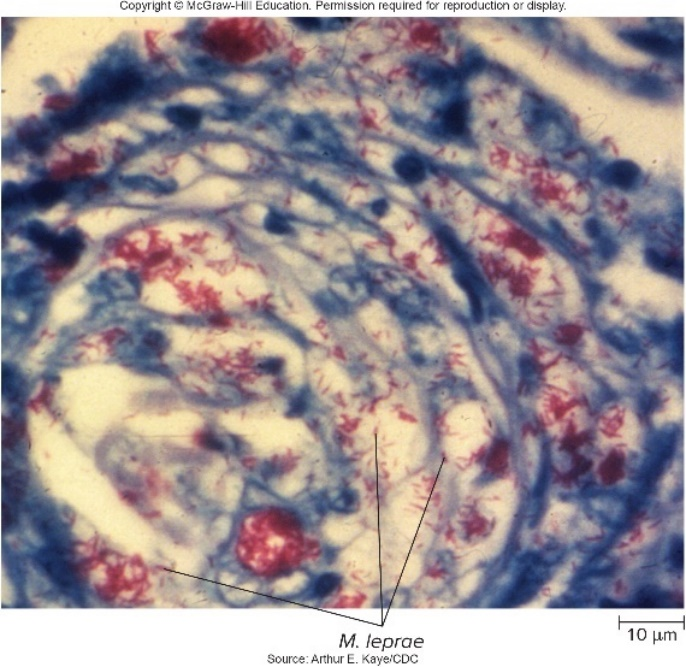 Copyright © McGraw-Hill Education. Permission required for reproduction or display.
M. leprae
10 µm
Source: Arthur E. Kaye/CDC